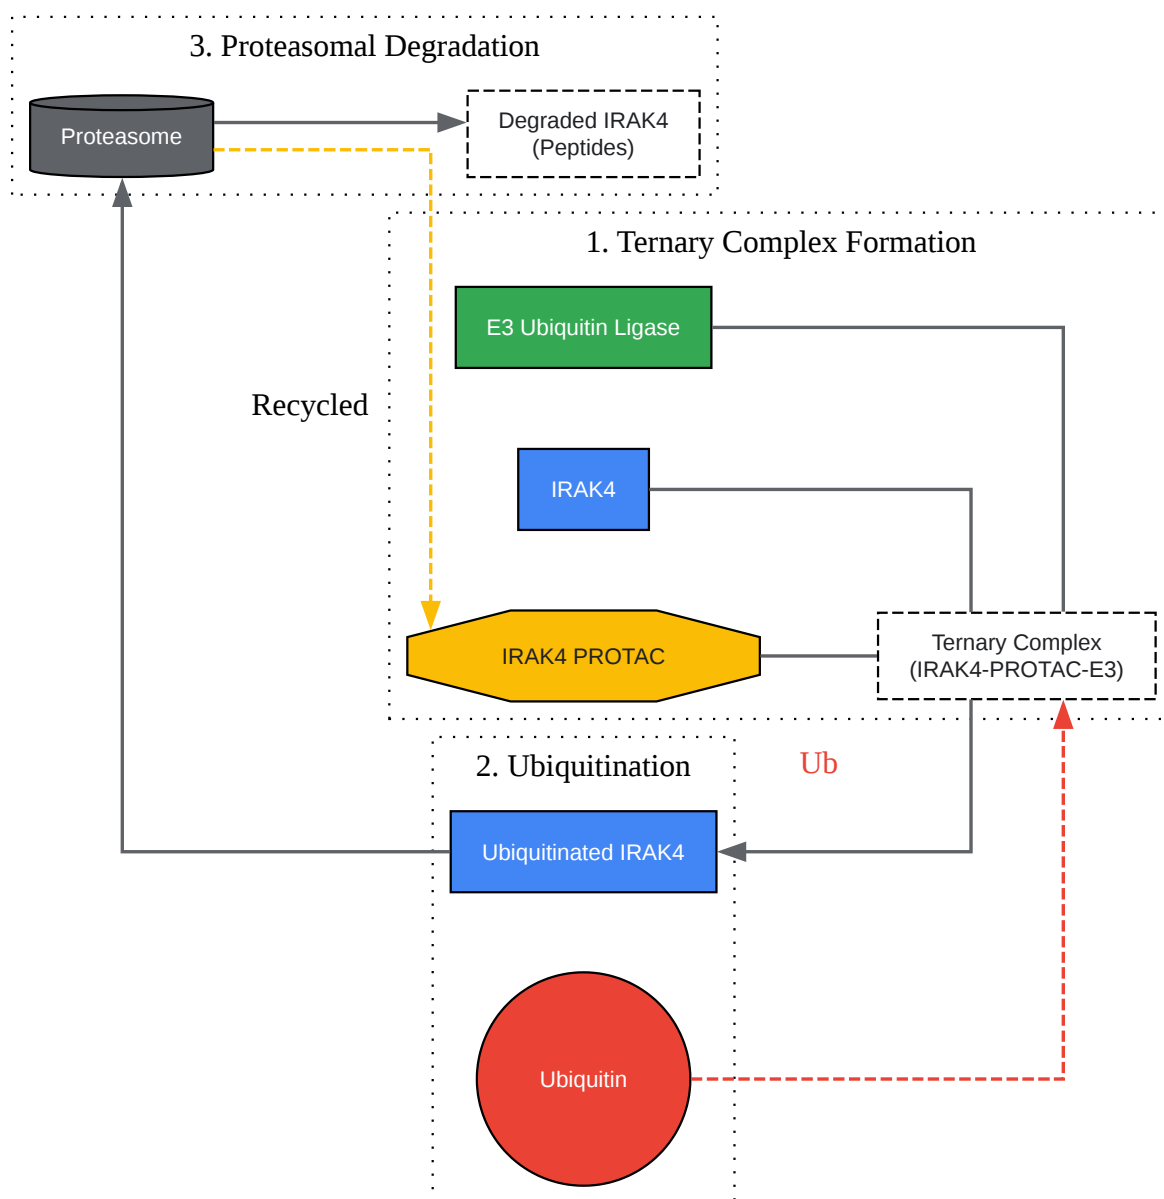 3. Proteasomal Degradation
Proteasome
Degraded IRAK4
(Peptides)
1. Ternary Complex Formation
E3 Ubiquitin Ligase
Recycled
IRAK4
IRAK4 PROTAC
Ternary Complex
(IRAK4-PROTAC-E3)
2. Ubiquitination
Ub
Ubiquitinated IRAK4
Ubiquitin